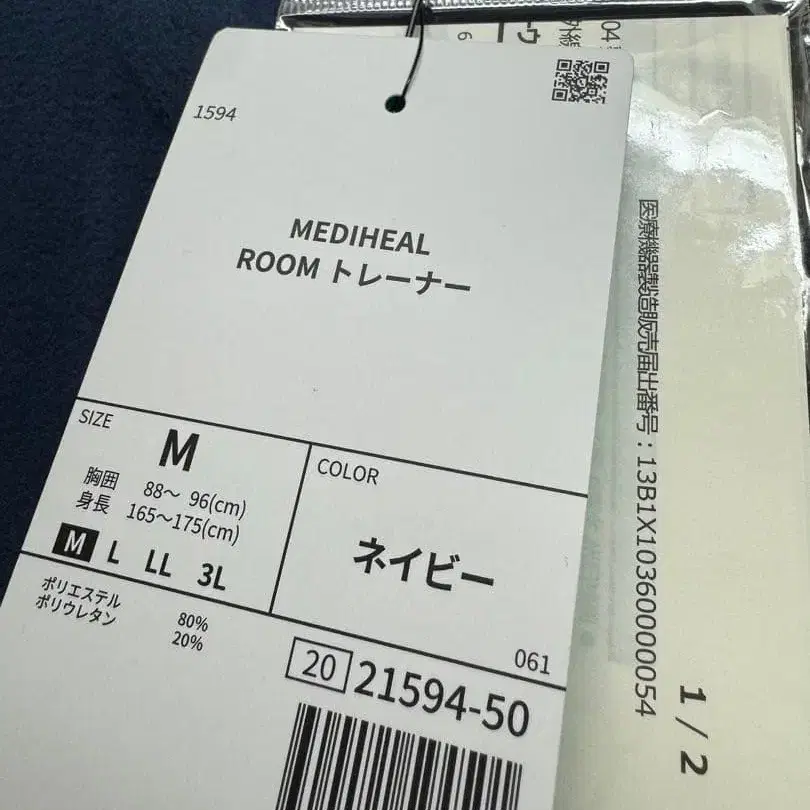 1594
MEDIHEAL
ROOM トレーナー
SIZE
M
胸囲 88～ 96(cm)
身長 165～175(cm)
M L LL 3L
COLOR
ネイビー
ポリエステル 80%
ポリウレタン 20%
061
20 21594-50
医療機器製造販売届出番号：13B1X10360000054
1/2
04
6